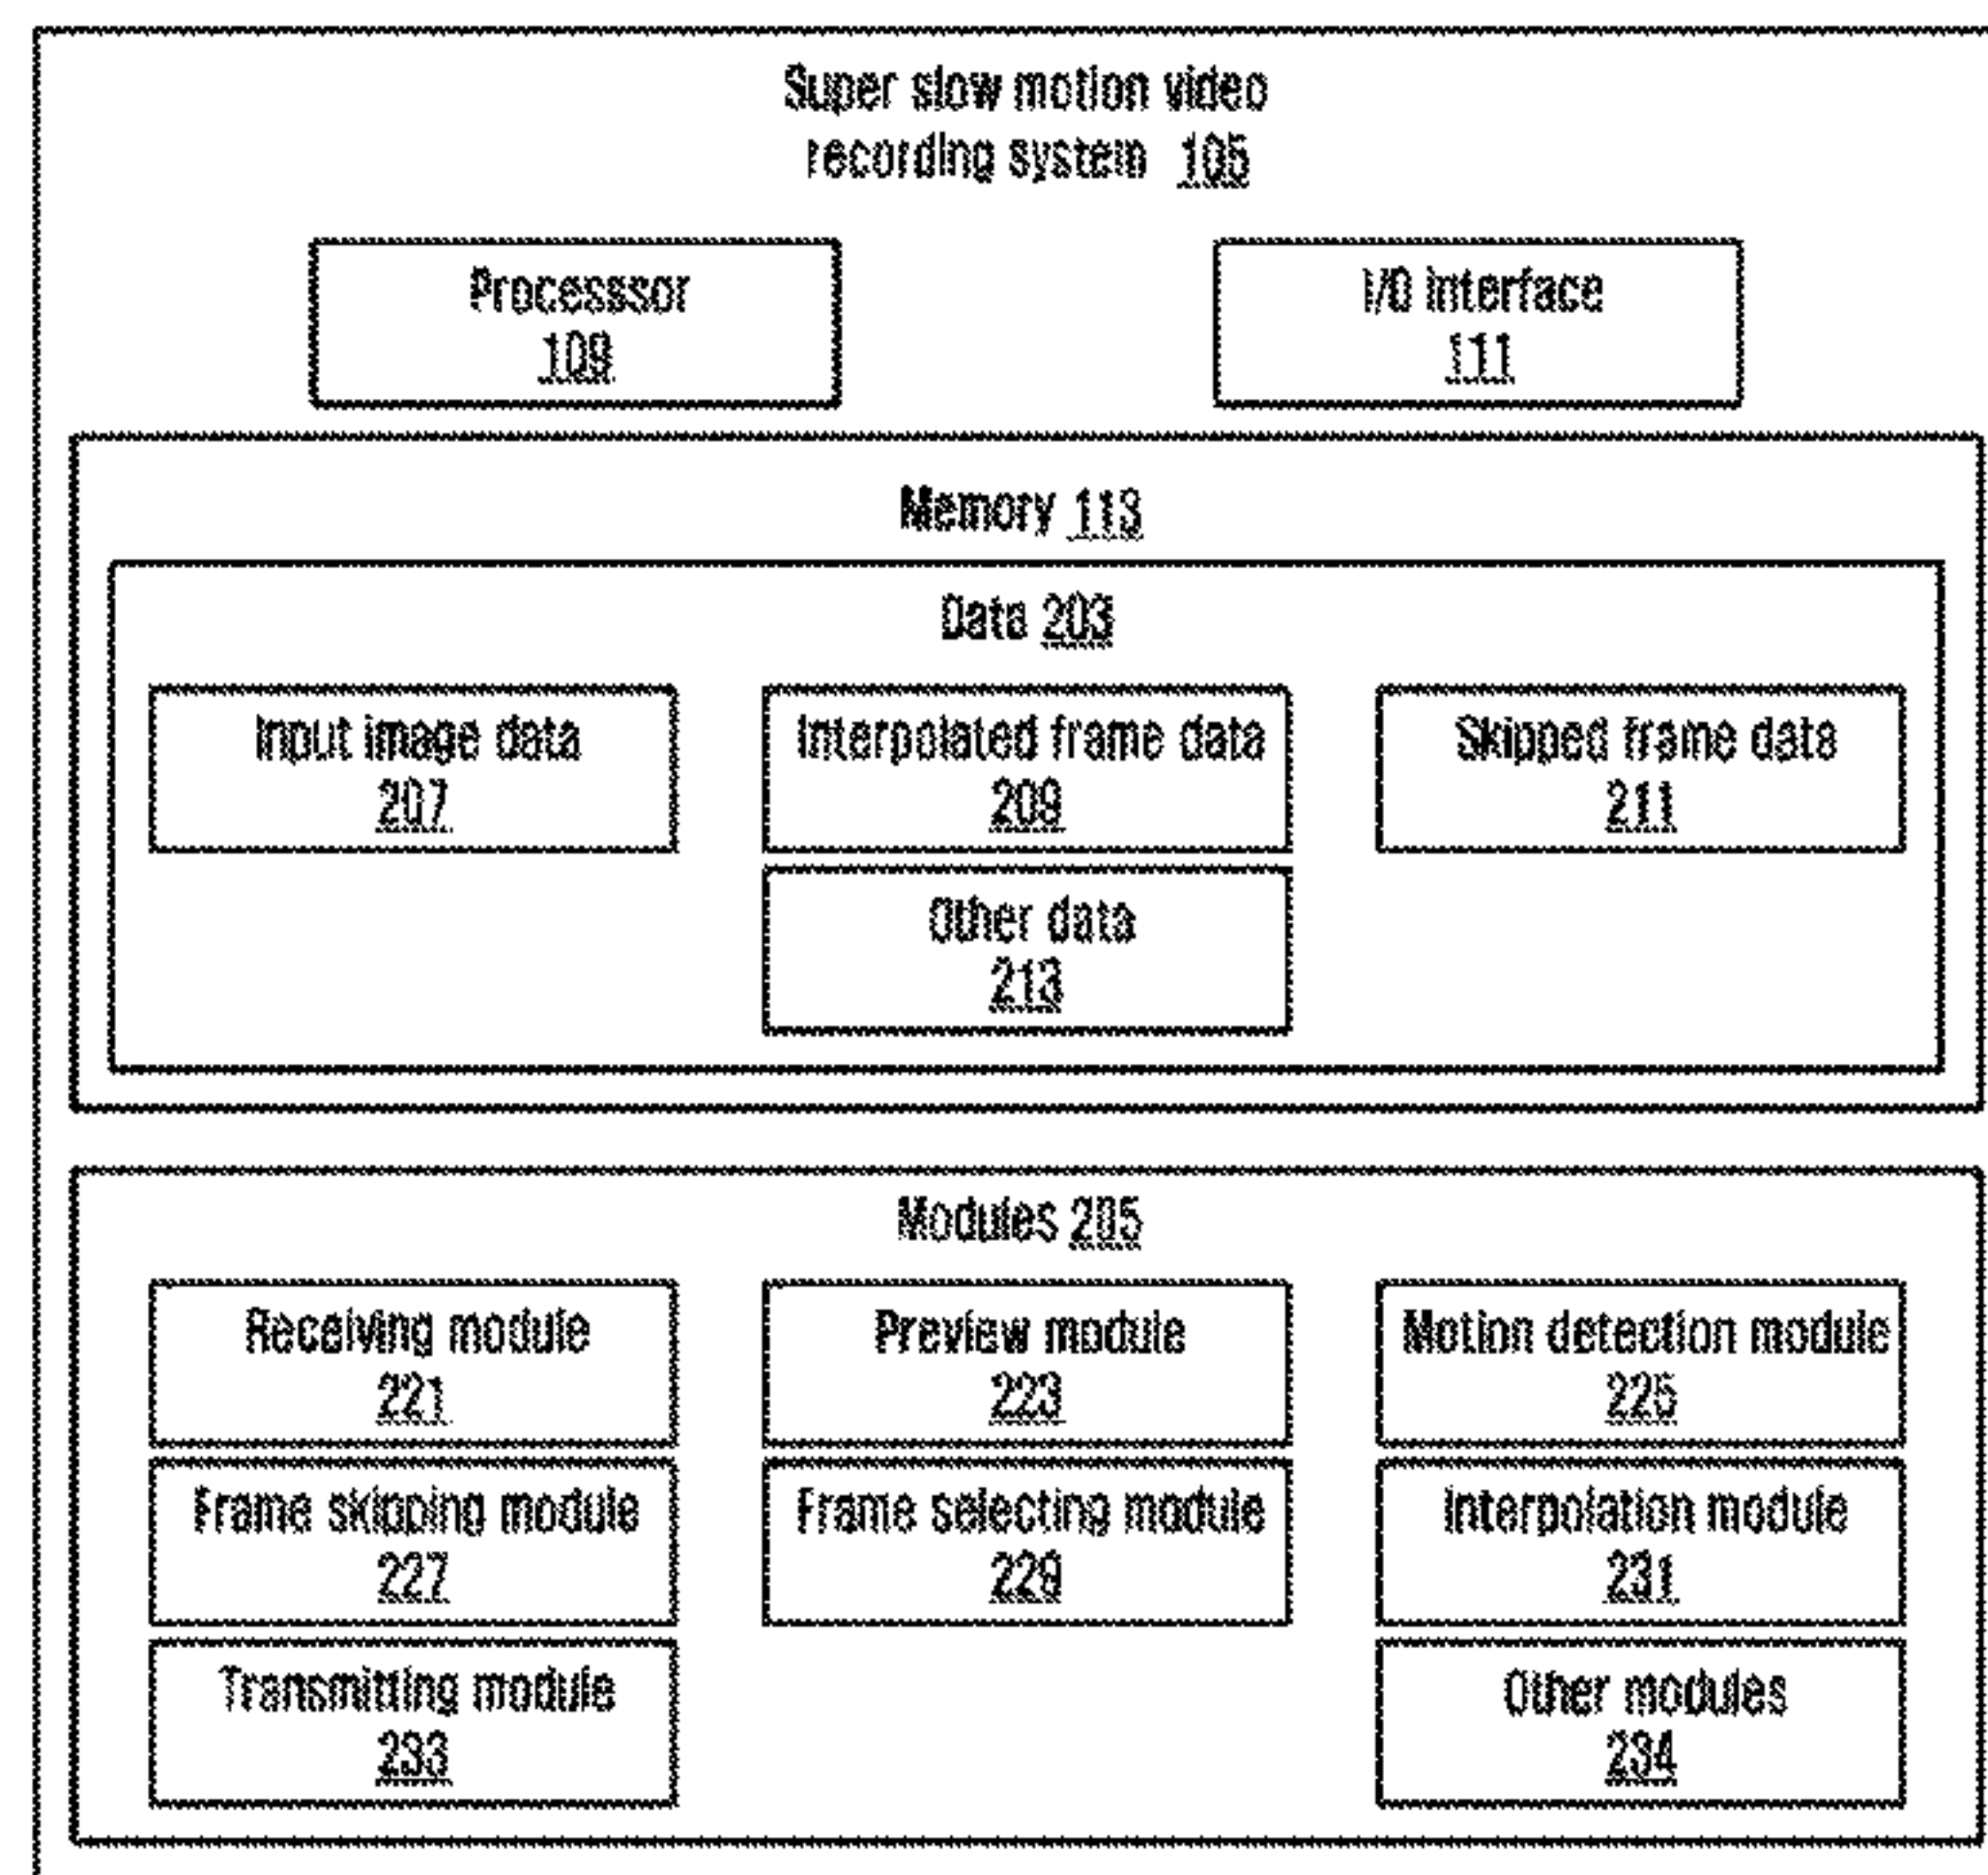 Super slow motion video
recording system 105
Processsor
109
I/O interface
111
Memory 113
Data 203
Input image data
207
Interpolated frame data
209
Skipped frame data
211
Other data
213
Modules 205
Receiving module
221
Preview module
223
Motion detection module
225
Frame skipping module
227
Frame selecting module
229
Interpolation module
231
Transmitting module
233
Other modules
234